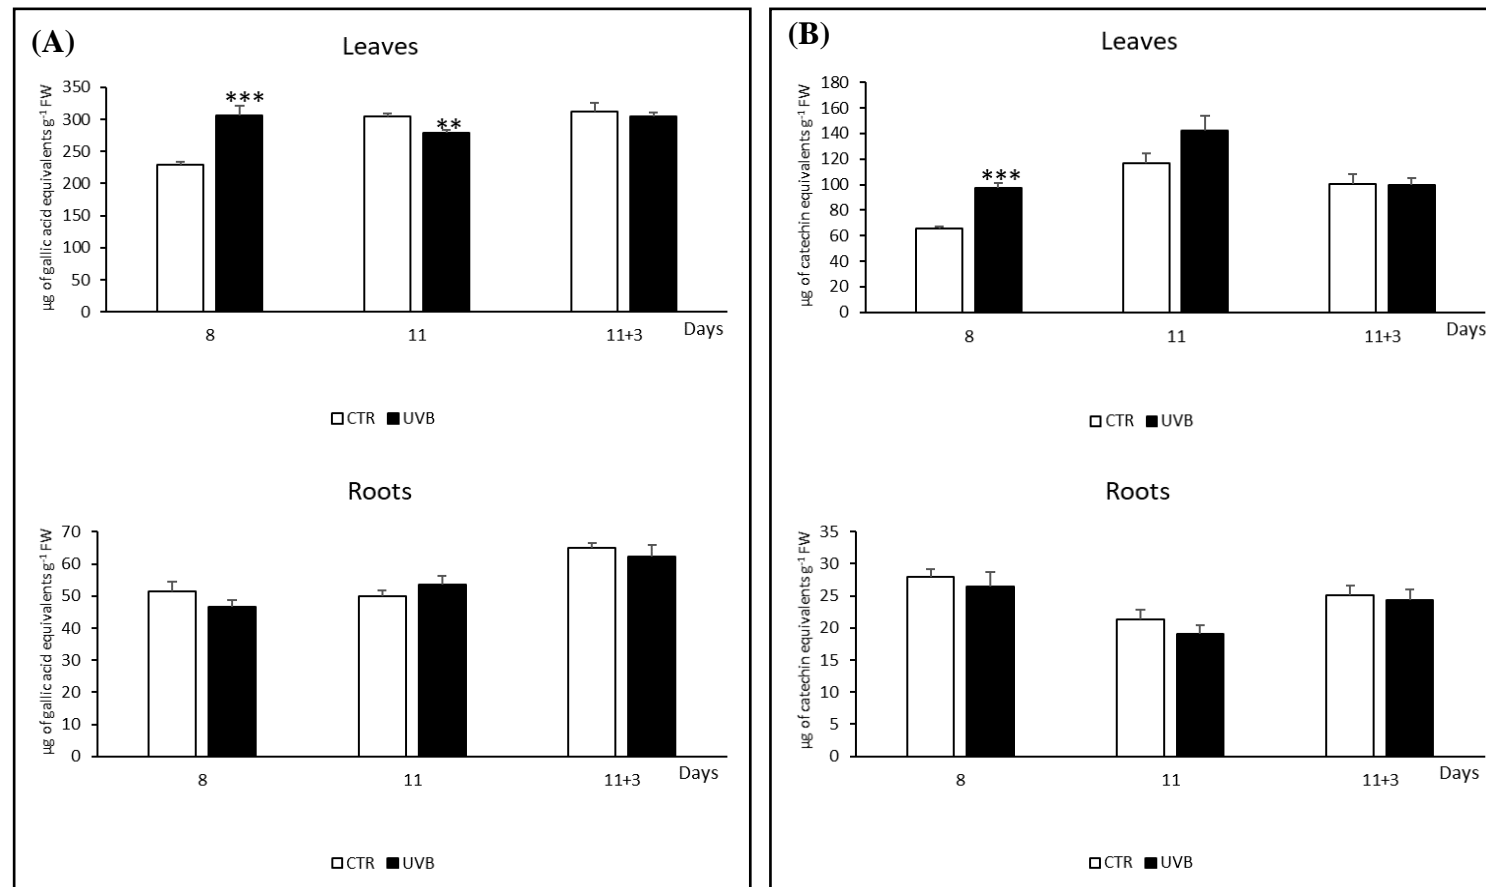 (A)
Leaves
µg of gallic acid equivalents g⁻¹ FW
350
300
250
200
150
100
50
0
***
**
8 11 11+3 Days
CTR UVB
Roots
µg of gallic acid equivalents g⁻¹ FW
70
60
50
40
30
20
10
0
8 11 11+3 Days
CTR UVB
(B)
Leaves
µg of catechin equivalents g⁻¹ FW
180
160
140
120
100
80
60
40
20
0
***
8 11 11+3 Days
CTR UVB
Roots
µg of catechin equivalents g⁻¹ FW
35
30
25
20
15
10
5
0
8 11 11+3 Days
CTR UVB